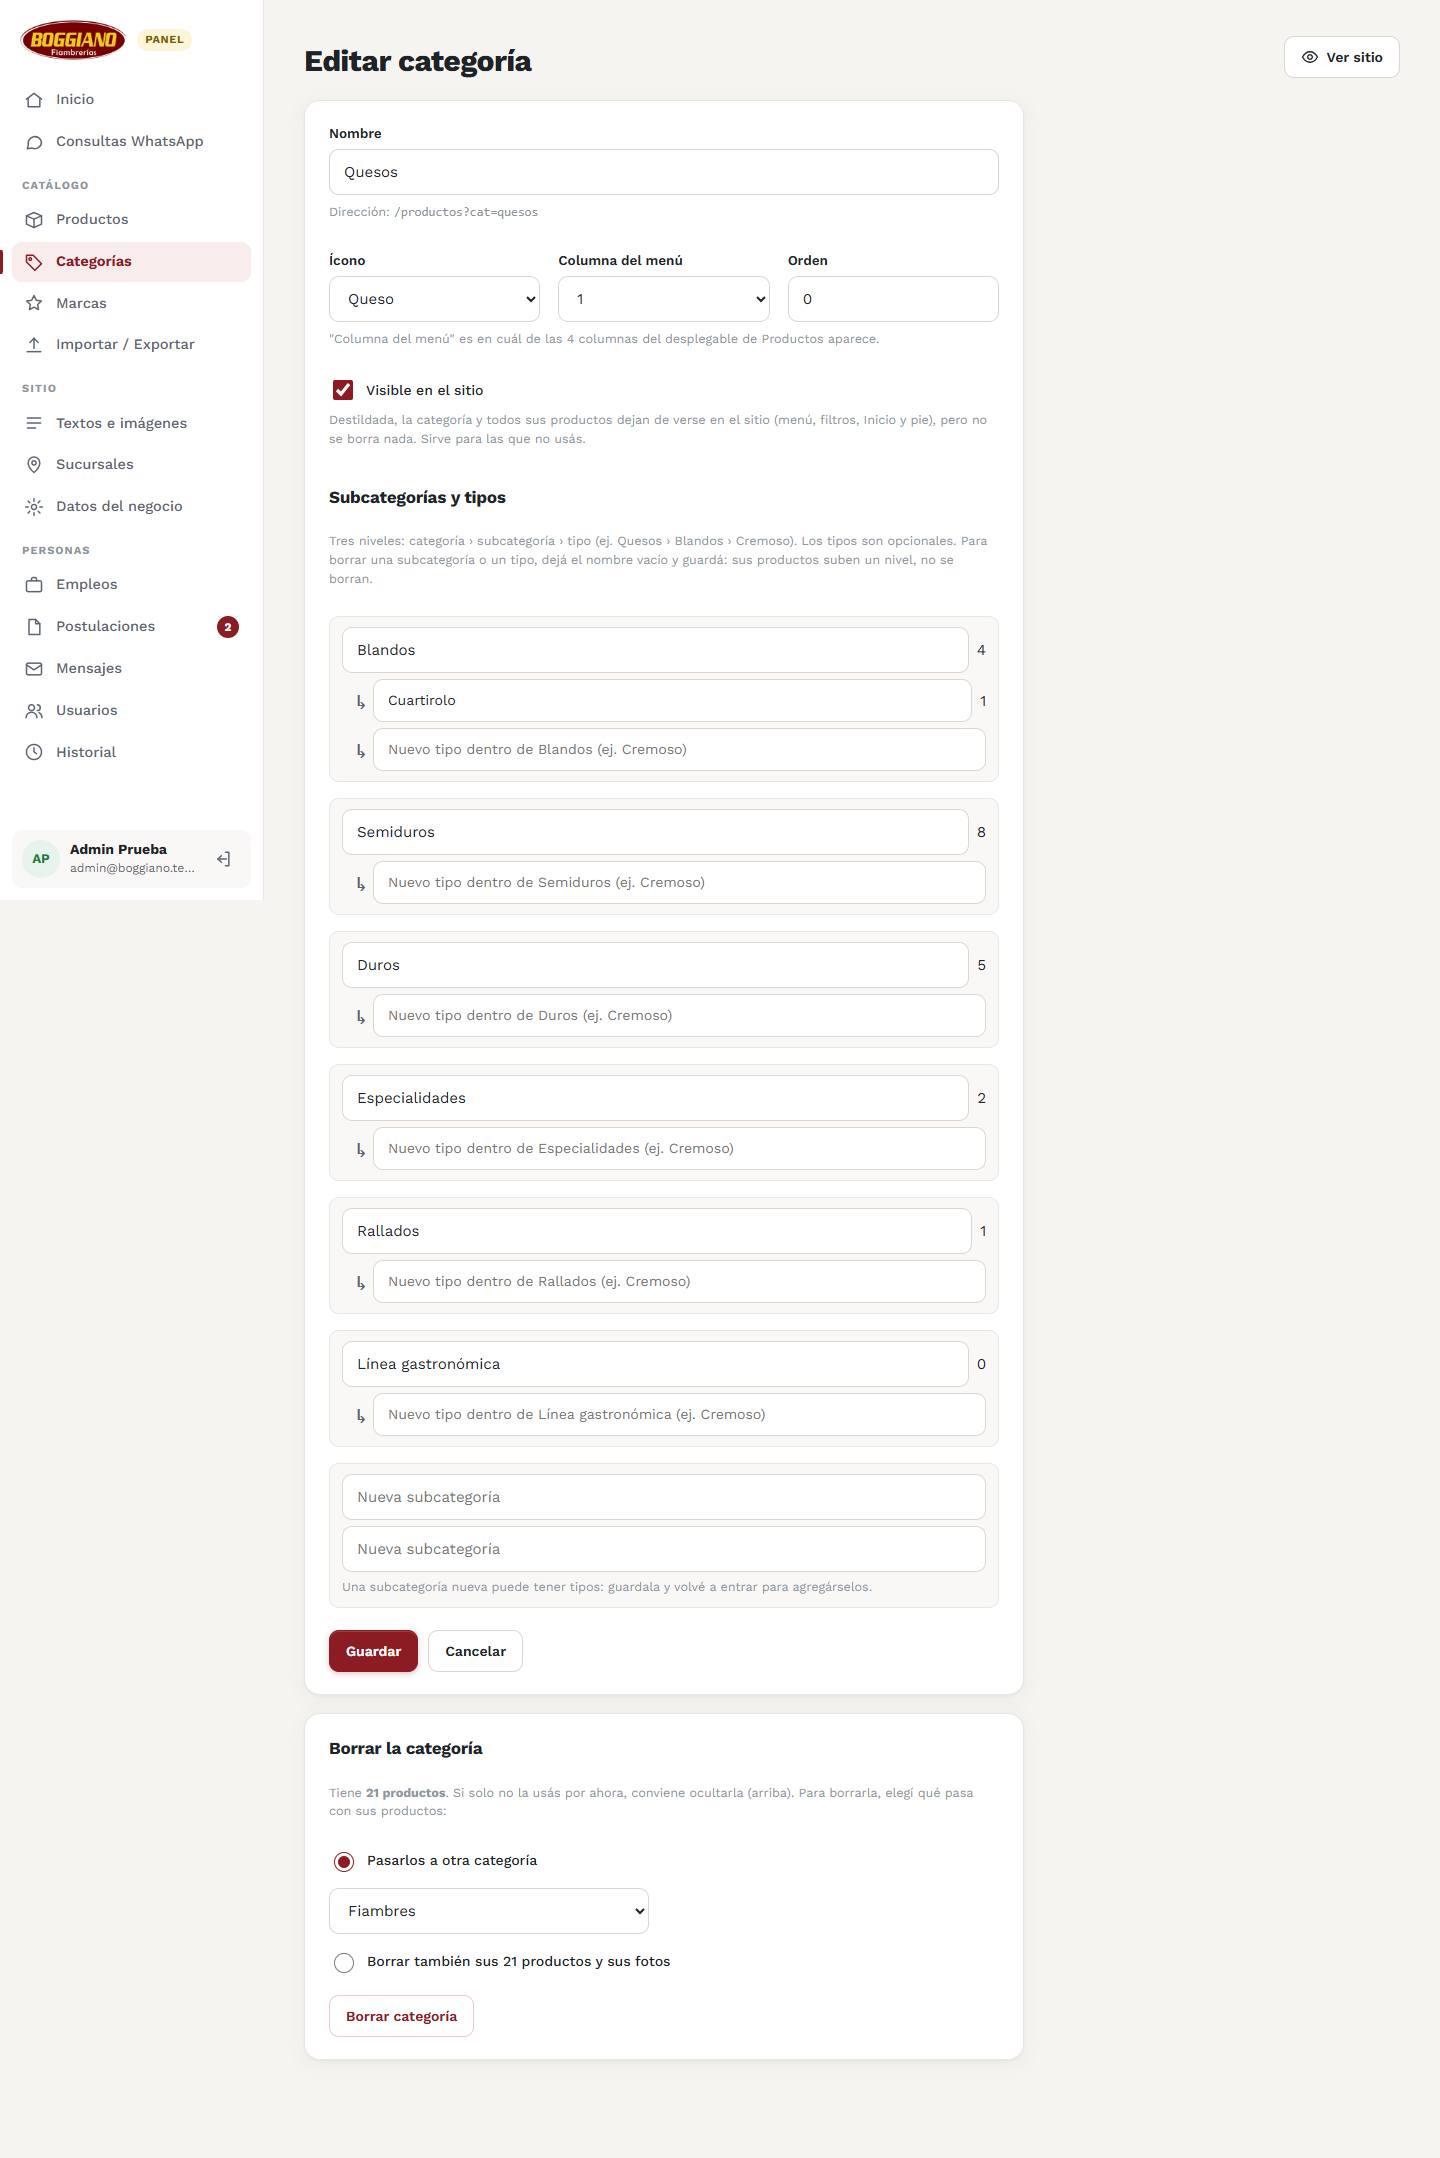 BOGGIANO
Fiambrerías
PANEL
Inicio
Consultas WhatsApp
CATÁLOGO
Productos
Categorías
Marcas
Importar / Exportar
SITIO
Textos e imágenes
Sucursales
Datos del negocio
PERSONAS
Empleos
Postulaciones 2
Mensajes
Usuarios
Historial
AP
Admin Prueba
admin@boggiano.te...
Editar categoría
Ver sitio
Nombre
Quesos
Dirección: /productos?cat=quesos
Ícono Columna del menú Orden
Queso 1 0
"Columna del menú" es en cuál de las 4 columnas del desplegable de Productos aparece.
Visible en el sitio
Destildada, la categoría y todos sus productos dejan de verse en el sitio (menú, filtros, Inicio y pie), pero no
se borra nada. Sirve para las que no usás.
Subcategorías y tipos
Tres niveles: categoría › subcategoría › tipo (ej. Quesos › Blandos › Cremoso). Los tipos son opcionales. Para
borrar una subcategoría o un tipo, dejá el nombre vacío y guardá: sus productos suben un nivel, no se
borran.
Blandos 4
↳ Cuartirolo 1
↳ Nuevo tipo dentro de Blandos (ej. Cremoso)
Semiduros 8
↳ Nuevo tipo dentro de Semiduros (ej. Cremoso)
Duros 5
↳ Nuevo tipo dentro de Duros (ej. Cremoso)
Especialidades 2
↳ Nuevo tipo dentro de Especialidades (ej. Cremoso)
Rallados 1
↳ Nuevo tipo dentro de Rallados (ej. Cremoso)
Línea gastronómica 0
↳ Nuevo tipo dentro de Línea gastronómica (ej. Cremoso)
Nueva subcategoría
Nueva subcategoría
Una subcategoría nueva puede tener tipos: guardala y volvé a entrar para agregárselos.
Guardar Cancelar
Borrar la categoría
Tiene 21 productos. Si solo no la usás por ahora, conviene ocultarla (arriba). Para borrarla, elegí qué pasa
con sus productos:
Pasarlos a otra categoría
Fiambres
Borrar también sus 21 productos y sus fotos
Borrar categoría